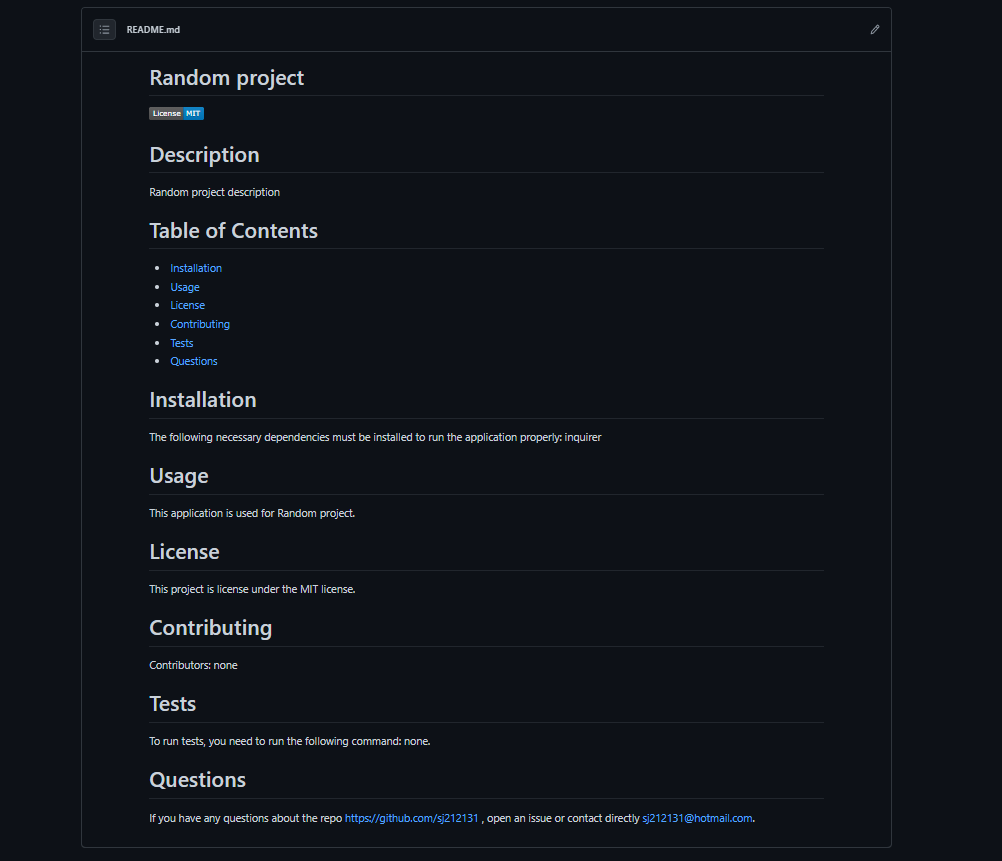 README.md
Random project
License MIT
Description
Random project description
Table of Contents
Installation
Usage
License
Contributing
Tests
Questions
Installation
The following necessary dependencies must be installed to run the application properly: inquirer
Usage
This application is used for Random project.
License
This project is license under the MIT license.
Contributing
Contributors: none
Tests
To run tests, you need to run the following command: none.
Questions
If you have any questions about the repo https://github.com/sj212131 , open an issue or contact directly sj212131@hotmail.com.